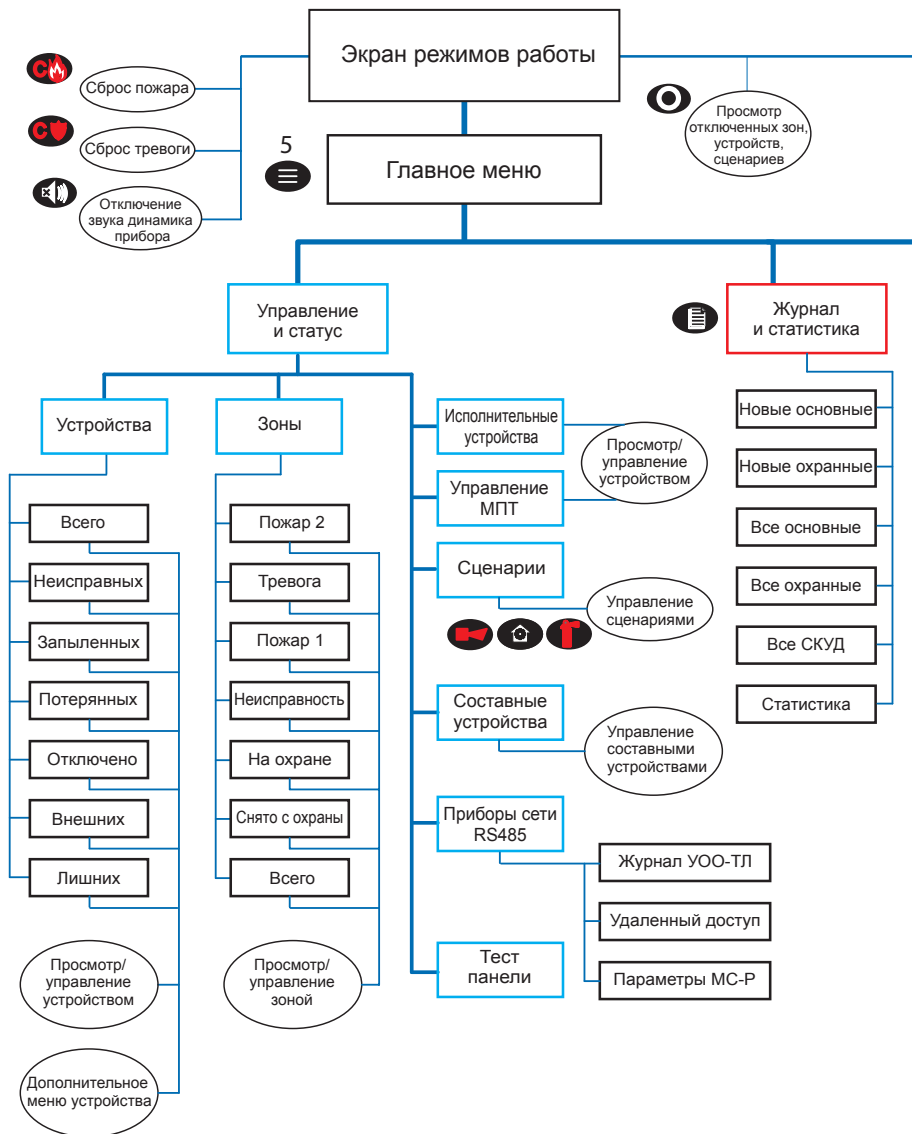 Экран режимов работы
С
Сброс пожара
С
Сброс тревоги
Отключение
звука динамика
прибора
Просмотр
отключенных зон,
устройств,
сценариев
5
Главное меню
Управление
и статус
Журнал
и статистика
Устройства
Всего
Неисправных
Запыленных
Потерянных
Отключено
Внешних
Лишних
Просмотр/
управление
устройством
Дополнительное
меню устройства
Зоны
Пожар 2
Тревога
Пожар 1
Неисправность
На охране
Снято с охраны
Всего
Просмотр/
управление
зоной
Исполнительные
устройства
Управление
МПТ
Просмотр/
управление
устройством
Сценарии
Управление
сценариями
Составные
устройства
Управление
составными
устройствами
Приборы сети
RS485
Журнал УОО-ТЛ
Удаленный доступ
Параметры МС-Р
Тест
панели
Новые основные
Новые охранные
Все основные
Все охранные
Все СКУД
Статистика